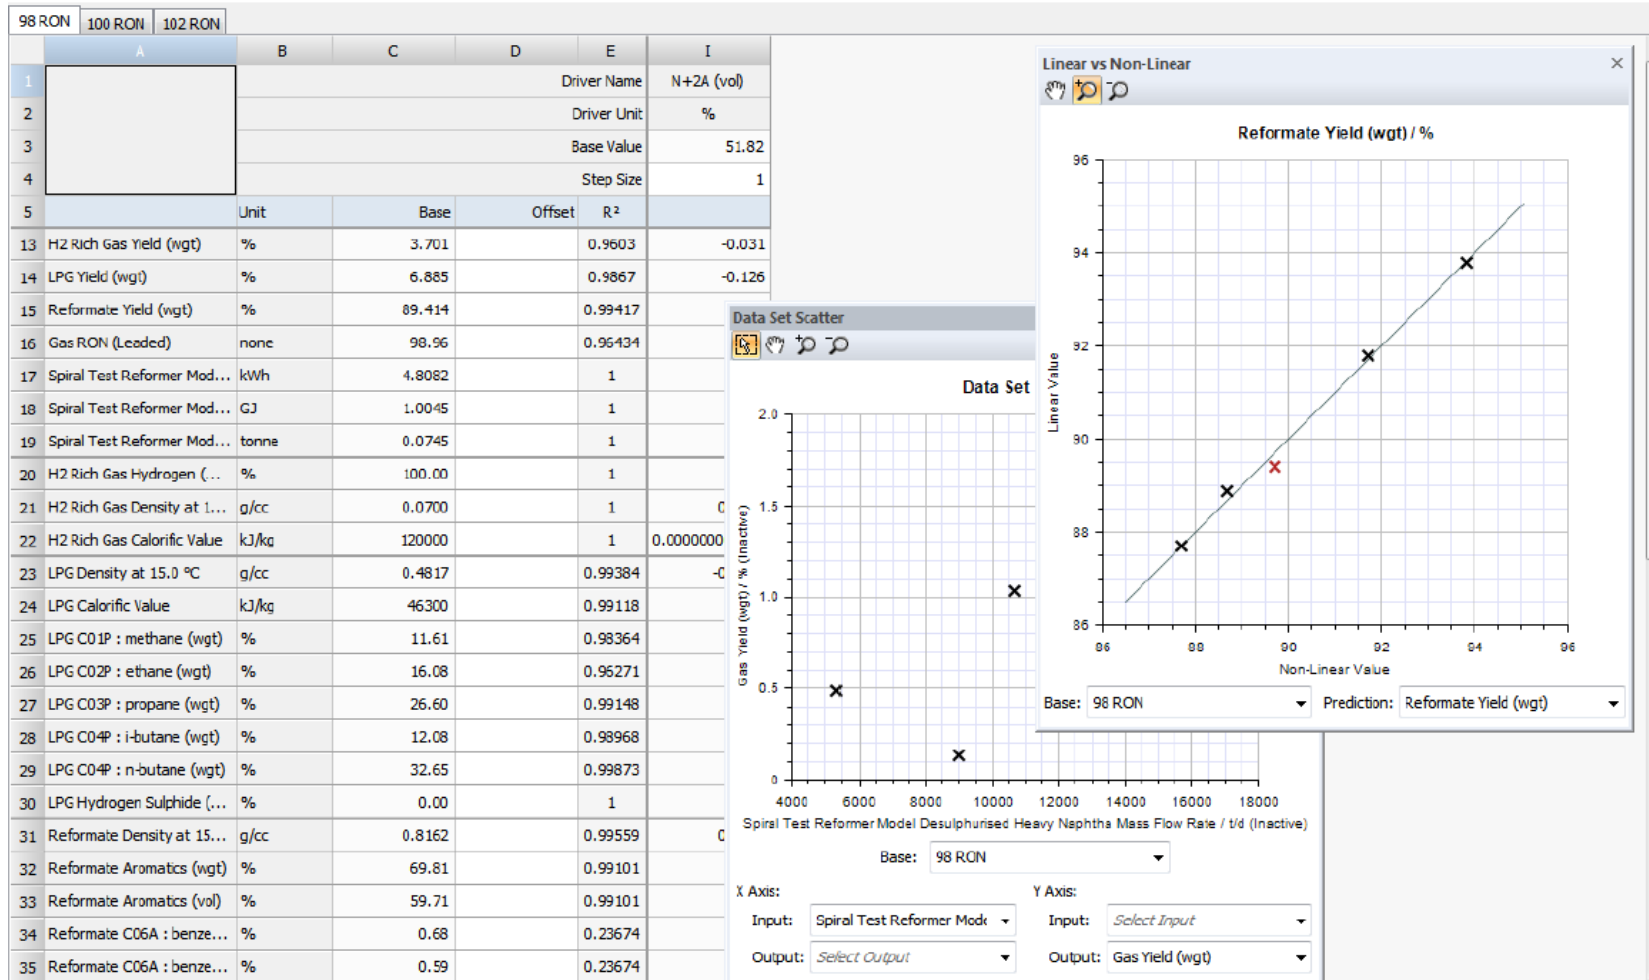 98 RON 100 RON 102 RON
A B C D E I
1 Driver Name N+2A (vol)
2 Driver Unit %
3 Base Value 51.82
4 Step Size 1
5 Unit Base Offset R²
13 H2 Rich Gas Yield (wgt) % 3.701 0.9603 -0.031
14 LPG Yield (wgt) % 6.885 0.9867 -0.126
15 Reformate Yield (wgt) % 89.414 0.99417
16 Gas RON (Leaded) none 98.96 0.96434
17 Spiral Test Reformer Mod... kWh 4.8082 1
18 Spiral Test Reformer Mod... GJ 1.0045 1
19 Spiral Test Reformer Mod... tonne 0.0745 1
20 H2 Rich Gas Hydrogen (... % 100.00 1
21 H2 Rich Gas Density at 1... g/cc 0.0700 1 0
22 H2 Rich Gas Calorific Value kJ/kg 120000 1 0.0000000
23 LPG Density at 15.0 °C g/cc 0.4817 0.99384 -0
24 LPG Calorific Value kJ/kg 46300 0.99118
25 LPG C01P : methane (wgt) % 11.61 0.98364
26 LPG C02P : ethane (wgt) % 16.08 0.96271
27 LPG C03P : propane (wgt) % 26.60 0.99148
28 LPG C04P : i-butane (wgt) % 12.08 0.98968
29 LPG C04P : n-butane (wgt) % 32.65 0.99873
30 LPG Hydrogen Sulphide (... % 0.00 1
31 Reformate Density at 15... g/cc 0.8162 0.99559 0
32 Reformate Aromatics (wgt) % 69.81 0.99101
33 Reformate Aromatics (vol) % 59.71 0.99101
34 Reformate C06A : benze... % 0.68 0.23674
35 Reformate C06A : benze... % 0.59 0.23674
Data Set Scatter
Data Set
2.0
1.5
1.0
0.5
0
Gas Yield (wgt) / % (Inactive)
4000 6000 8000 10000 12000 14000 16000 18000
Spiral Test Reformer Model Desulphurised Heavy Naphtha Mass Flow Rate / t/d (Inactive)
Base: 98 RON
X Axis: Y Axis:
Input: Spiral Test Reformer Mode Input: Select Input
Output: Select Output Output: Gas Yield (wgt)
Linear vs Non-Linear
Reformate Yield (wgt) / %
96
94
92
90
88
86
Linear Value
86 88 90 92 94 96
Non-Linear Value
Base: 98 RON Prediction: Reformate Yield (wgt)